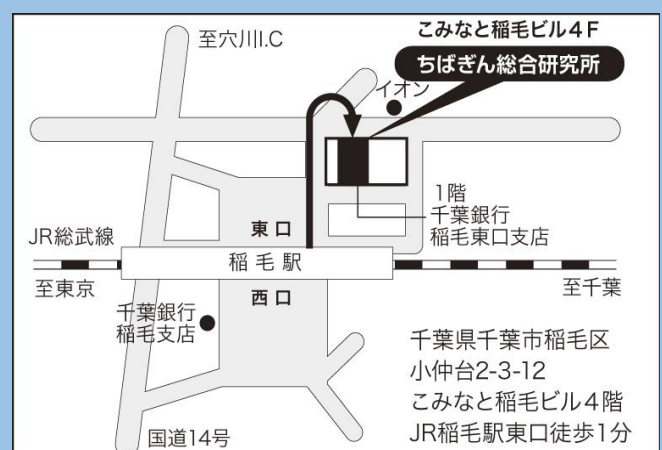 こみなと稲毛ビル4F
至穴川I.C
ちばぎん総合研究所
イオン
1階
千葉銀行
稲毛東口支店
東口
JR総武線
稲毛駅
至東京
西口
至千葉
千葉銀行
稲毛支店
千葉県千葉市稲毛区
小仲台2-3-12
こみなと稲毛ビル4階
JR稲毛駅東口徒歩1分
国道14号